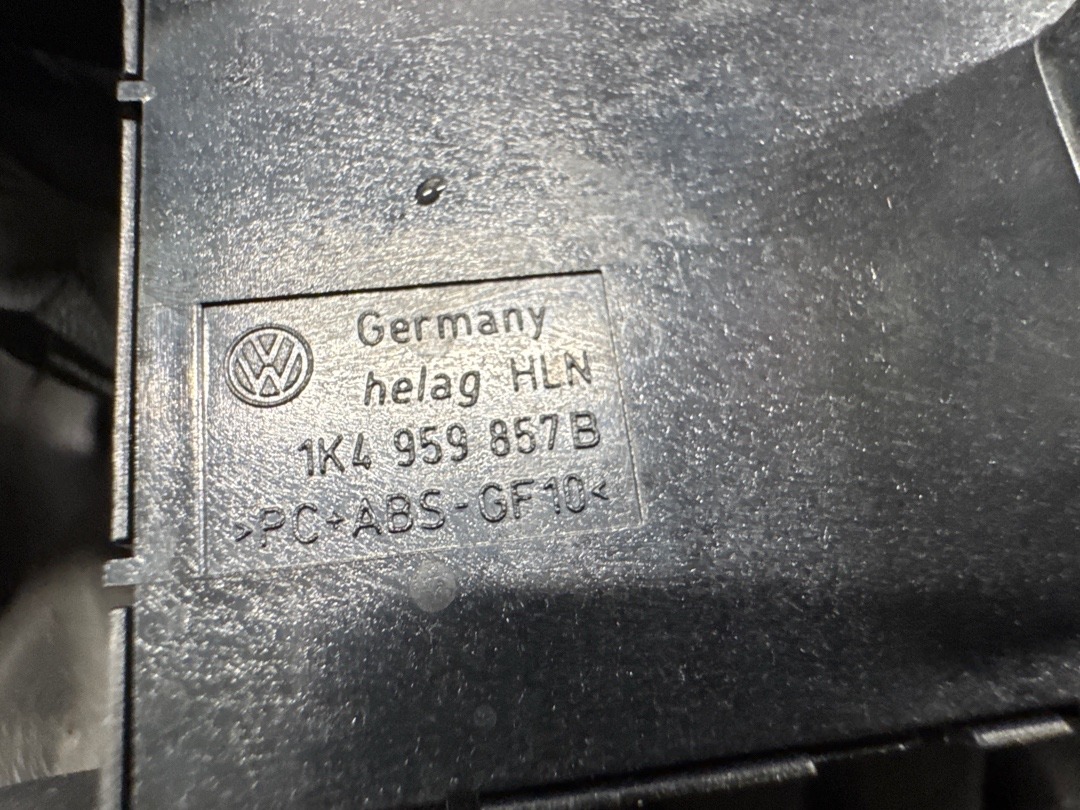 Germany
helag HLN
1K4 959 857 B
>PC+ABS-GF10<